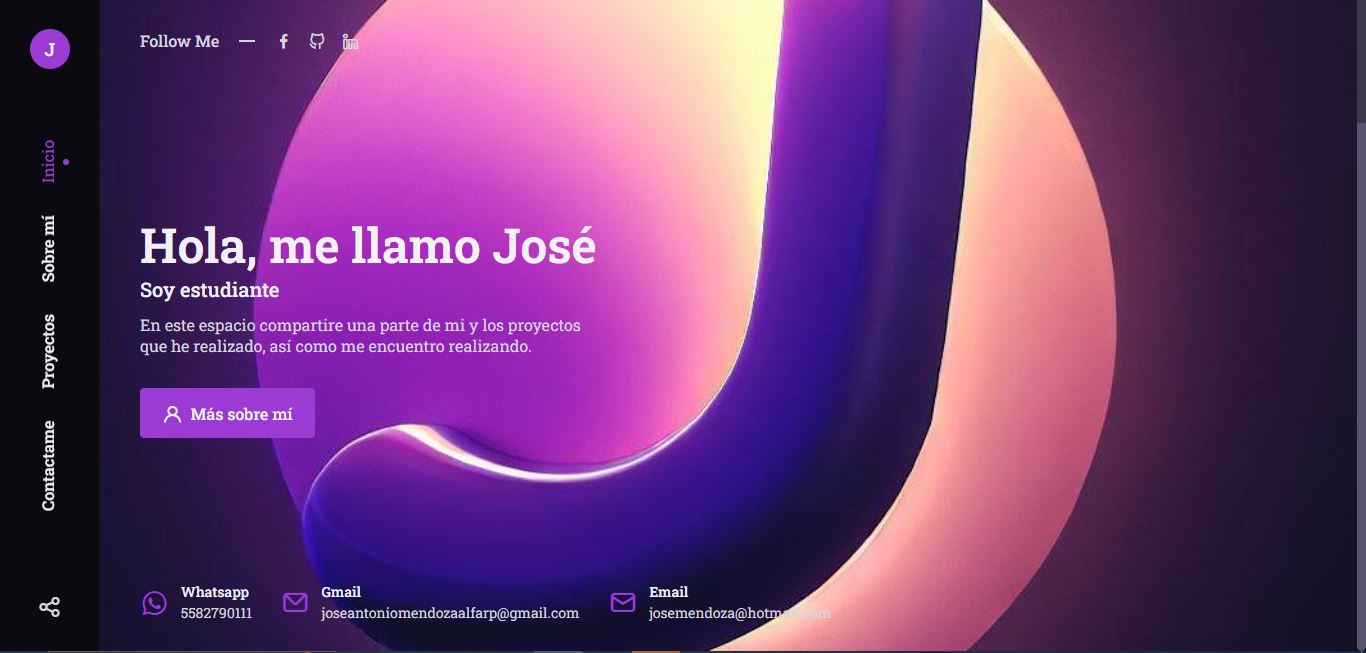 J
Follow Me
Inicio
Sobre mí
Proyectos
Contactame
Hola, me llamo José
Soy estudiante
En este espacio compartire una parte de mi y los proyectos
que he realizado, así como me encuentro realizando.
Más sobre mí
Whatsapp
5582790111
Gmail
joseantoniomendozaalfarp@gmail.com
Email
josemendoza@hotmail.com